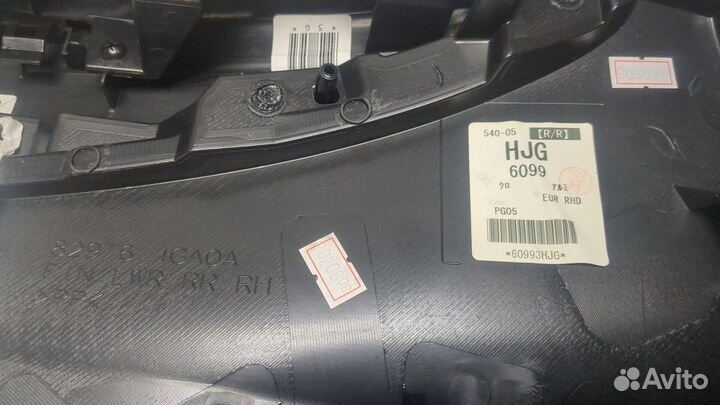 * 3 G *
540-05 [R/R]
HJG
6099
クロ アルミ
EUR RHD
PG05
*60993HJG*
82976 4CA0A
LWR RR RH
Avito